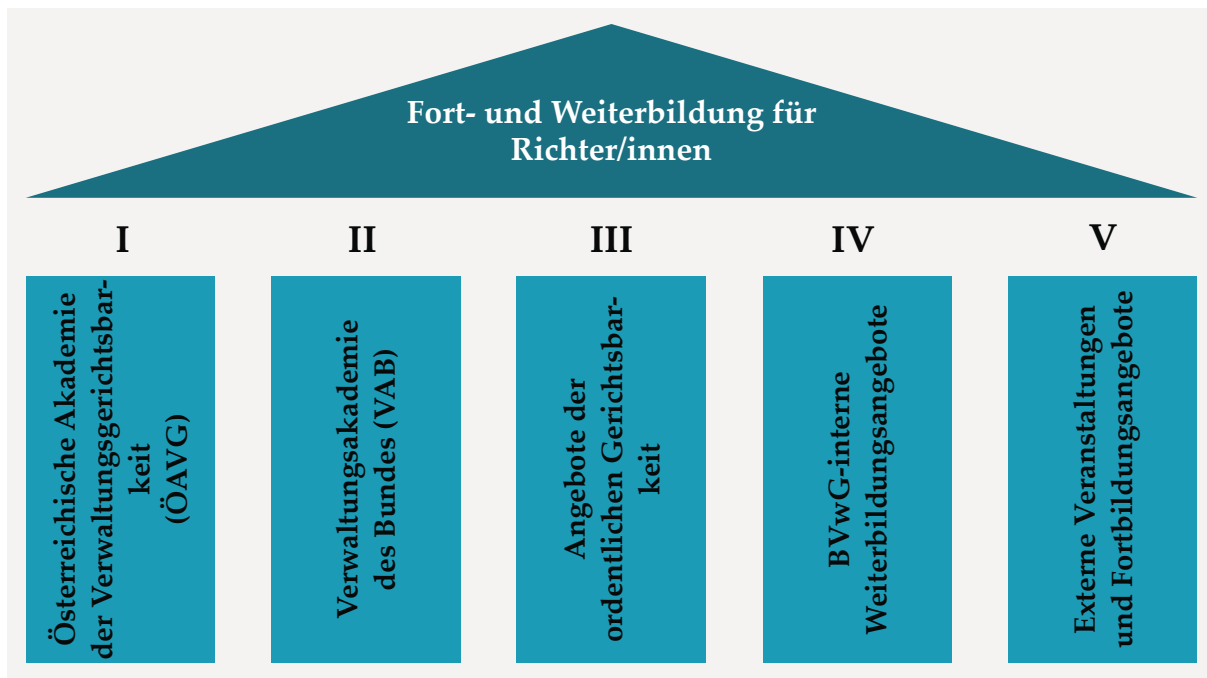 Fort- und Weiterbildung für
Richter/innen
I
II
III
IV
V
Österreichische Akademie
der Verwaltungsgerichtsbar-
keit
(ÖAVG)
Verwaltungsakademie
des Bundes (VAB)
Angebote der
ordentlichen Gerichtsbar-
keit
BVwG-interne
Weiterbildungsangebote
Externe Veranstaltungen
und Fortbildungsangebote